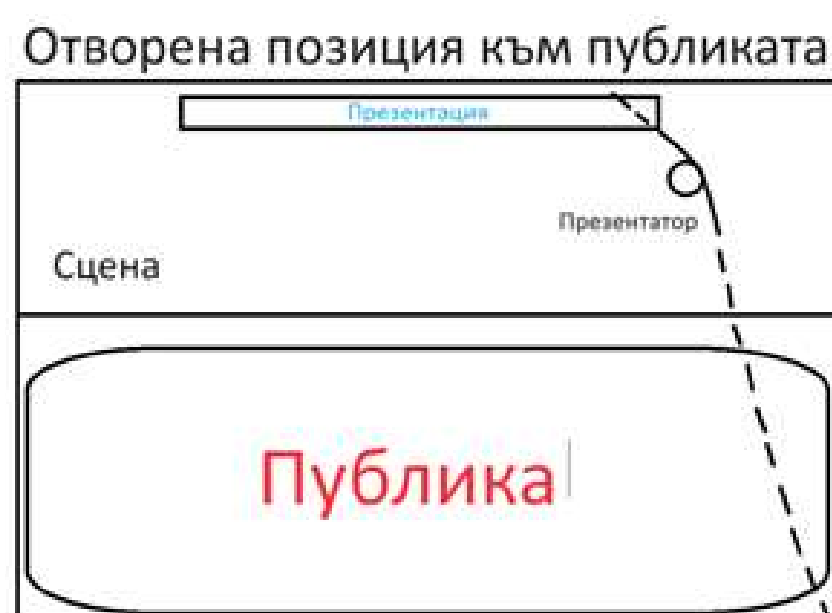 Отворена позиция към публиката
Презентация
Презентатор
Сцена
Публика